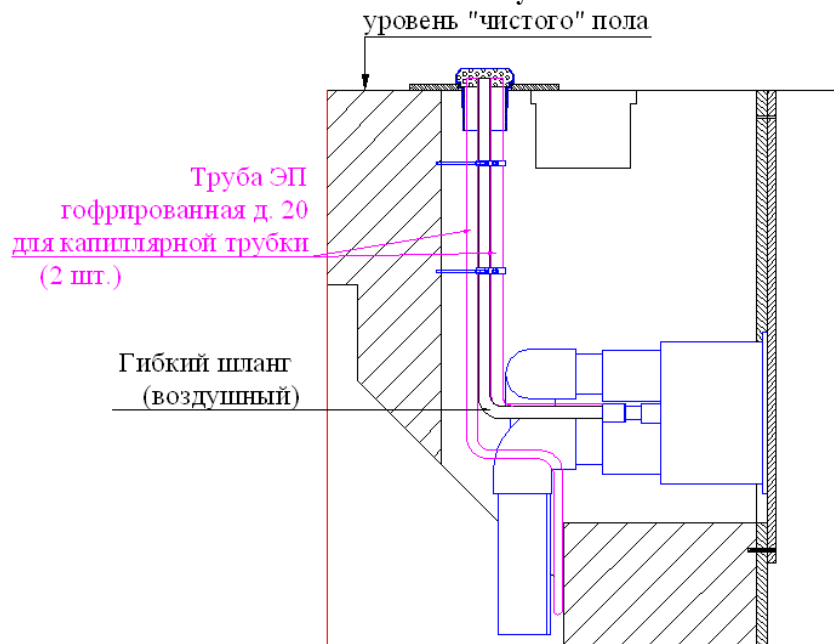 уровень "чистого" пола
Труба ЭП
гофрированная д. 20
для капиллярной трубки
(2 шт.)
Гибкий шланг
(воздушный)